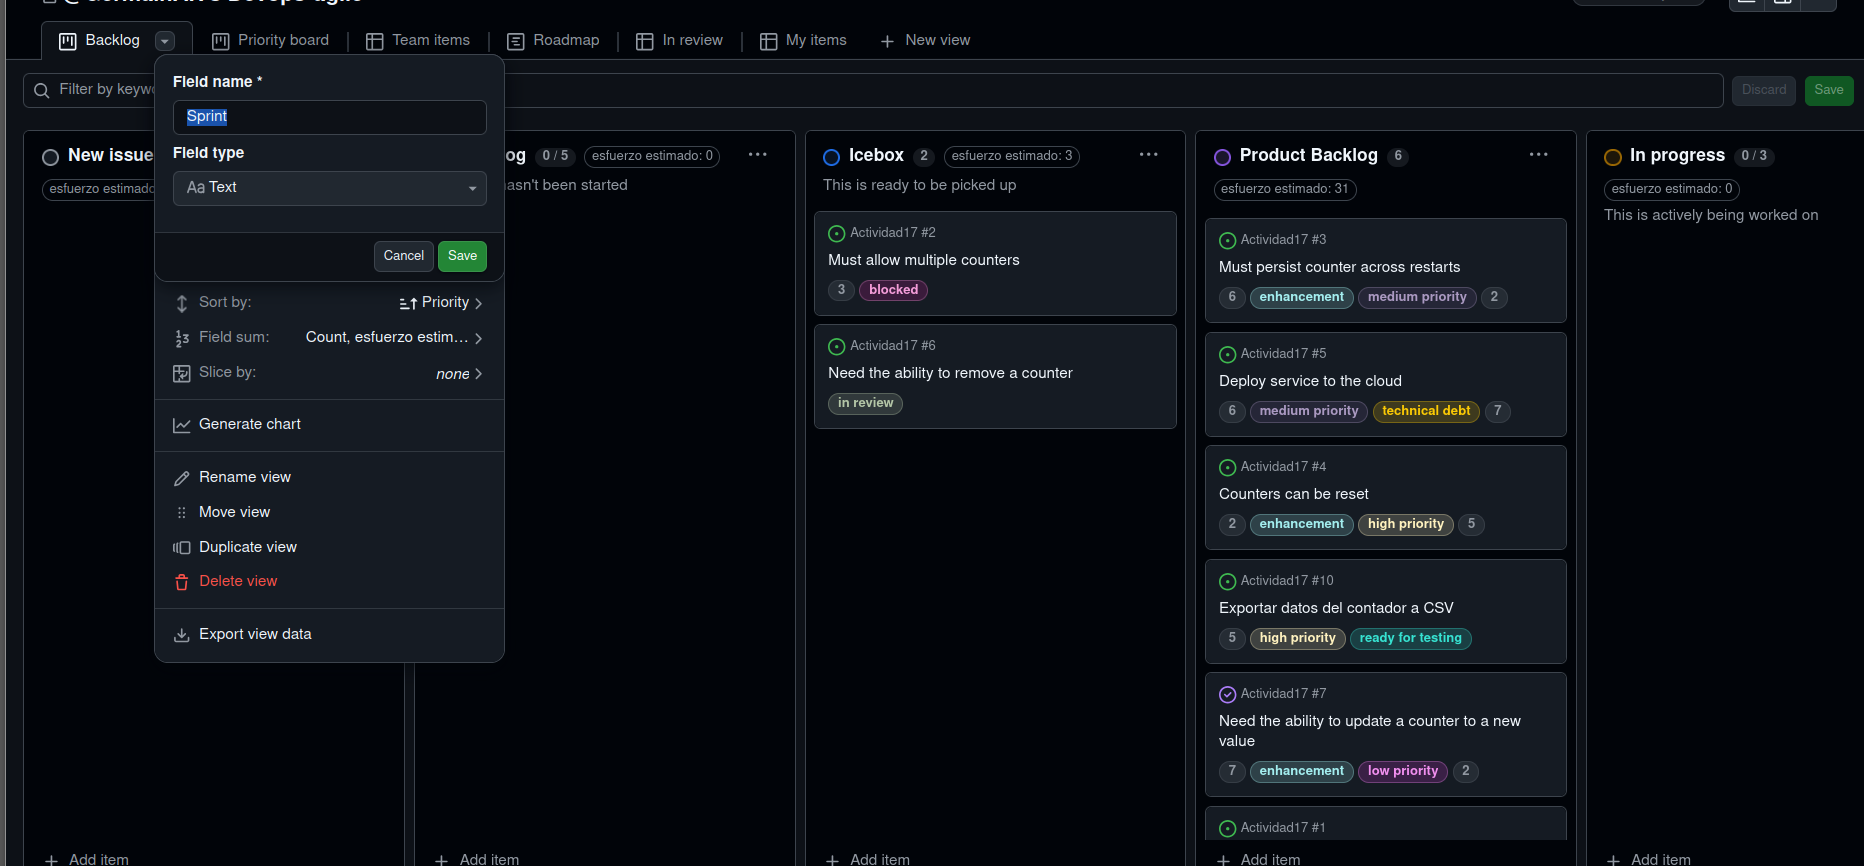 Backlog
Priority board
Team items
Roadmap
In review
My items
New view
Field name *
Sprint
Field type
Aa Text
Cancel
Save
Filter by keyw
Discard
Save
Sort by:
Priority
Field sum:
Count, esfuerzo estim...
Slice by:
none
Generate chart
Rename view
Move view
Duplicate view
Delete view
Export view data
New issue
esfuerzo estimado
Add item
og
0 / 5
esfuerzo estimado: 0
asn't been started
Add item
Icebox
2
esfuerzo estimado: 3
This is ready to be picked up
Actividad17 #2
Must allow multiple counters
3 blocked
Actividad17 #6
Need the ability to remove a counter
in review
Add item
Product Backlog
6
esfuerzo estimado: 31
Actividad17 #3
Must persist counter across restarts
6 enhancement medium priority 2
Actividad17 #5
Deploy service to the cloud
6 medium priority technical debt 7
Actividad17 #4
Counters can be reset
2 enhancement high priority 5
Actividad17 #10
Exportar datos del contador a CSV
5 high priority ready for testing
Actividad17 #7
Need the ability to update a counter to a new
value
7 enhancement low priority 2
Actividad17 #1
Add item
In progress
0 / 3
esfuerzo estimado: 0
This is actively being worked on
Add item